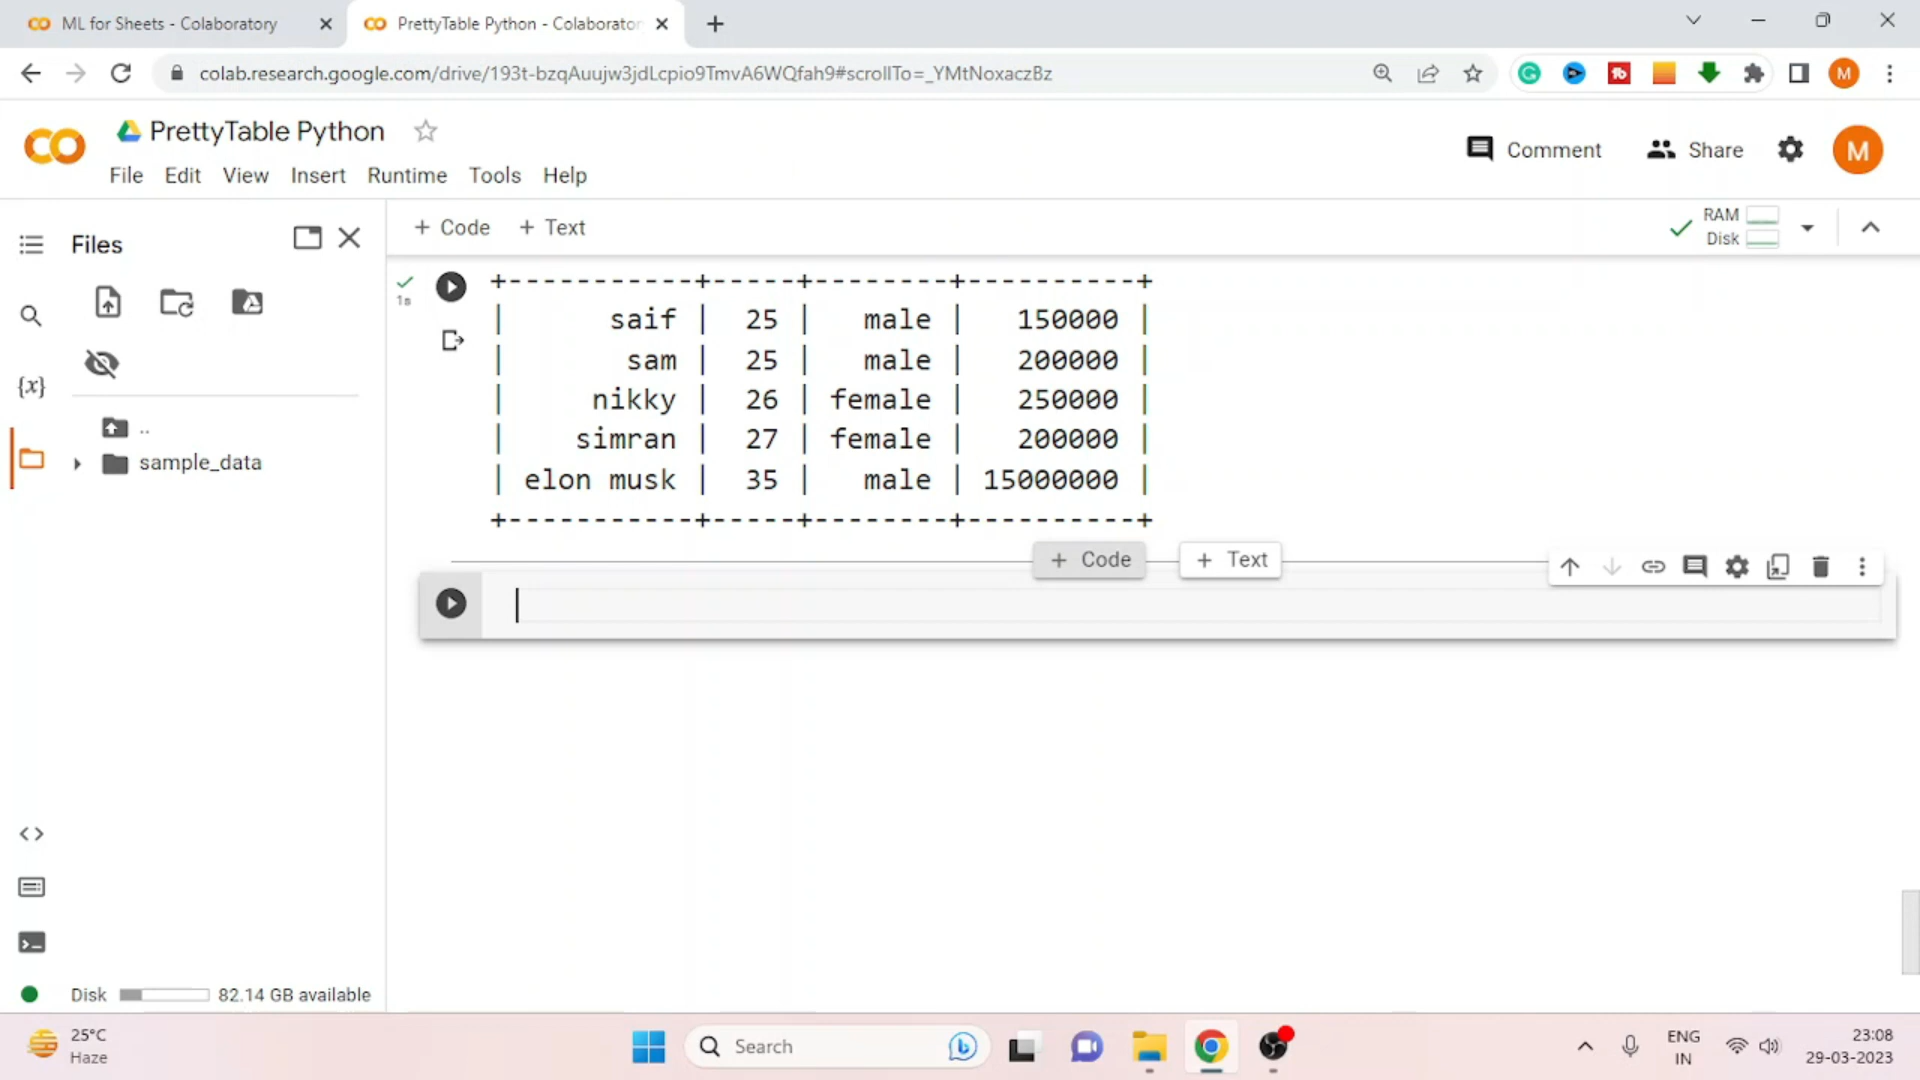 ML for Sheets - Colaboratory
PrettyTable Python - Colaborator
colab.research.google.com/drive/193t-bzqAuujw3jdLcpio9TmvA6WQfah9#scrollTo=_YMtNoxaczBz
M
PrettyTable Python
Comment
Share
M
File Edit View Insert Runtime Tools Help
Files
+ Code + Text
RAM
Disk
1s
+-----------+-----+--------+----------+
| saif | 25 | male | 150000 |
| sam | 25 | male | 200000 |
| nikky | 26 | female | 250000 |
| simran | 27 | female | 200000 |
| elon musk | 35 | male | 15000000 |
+-----------+-----+--------+----------+
{x}
..
sample_data
+ Code + Text
Disk 82.14 GB available
25°C
Haze
Search
ENG
IN
23:08
29-03-2023